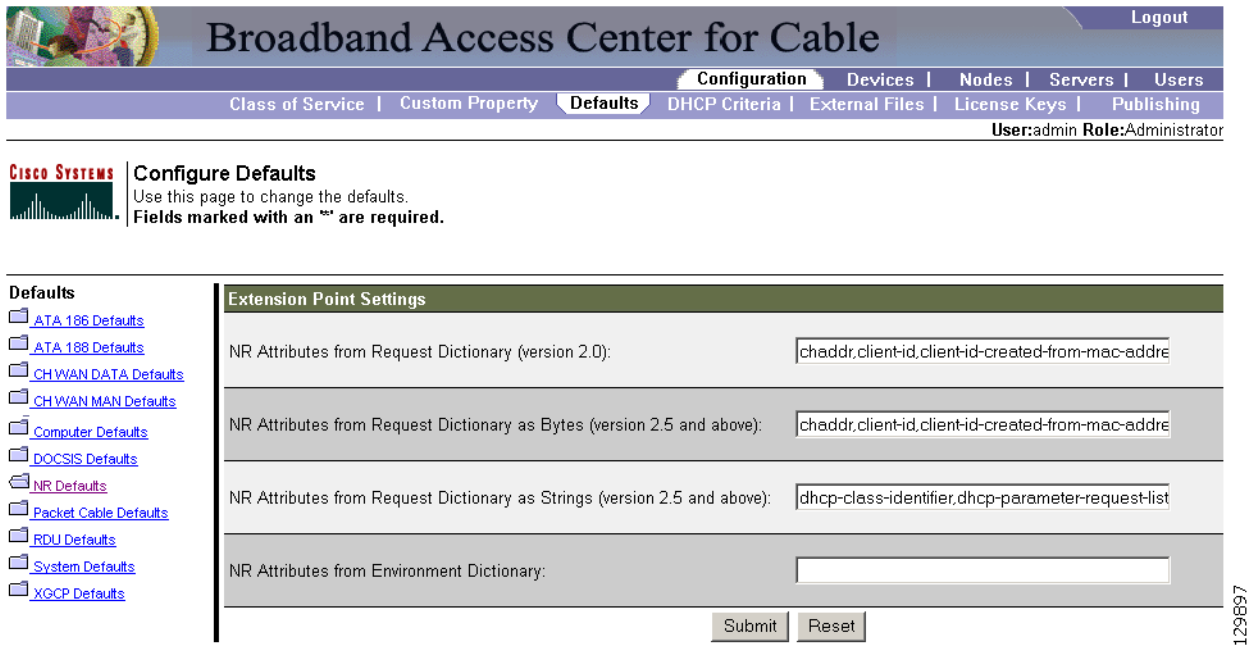 Logout
Broadband Access Center for Cable
Configuration Devices | Nodes | Servers | Users
Class of Service | Custom Property Defaults DHCP Criteria | External Files | License Keys | Publishing
User:admin Role:Administrator
CISCO SYSTEMS
Configure Defaults
Use this page to change the defaults.
Fields marked with an '*' are required.
Defaults
ATA 186 Defaults
ATA 188 Defaults
CH WAN DATA Defaults
CH WAN MAN Defaults
Computer Defaults
DOCSIS Defaults
NR Defaults
Packet Cable Defaults
RDU Defaults
System Defaults
XGCP Defaults
Extension Point Settings
NR Attributes from Request Dictionary (version 2.0): chaddr,client-id,client-id-created-from-mac-addre
NR Attributes from Request Dictionary as Bytes (version 2.5 and above): chaddr,client-id,client-id-created-from-mac-addre
NR Attributes from Request Dictionary as Strings (version 2.5 and above): dhcp-class-identifier,dhcp-parameter-request-list
NR Attributes from Environment Dictionary:
Submit Reset
129897